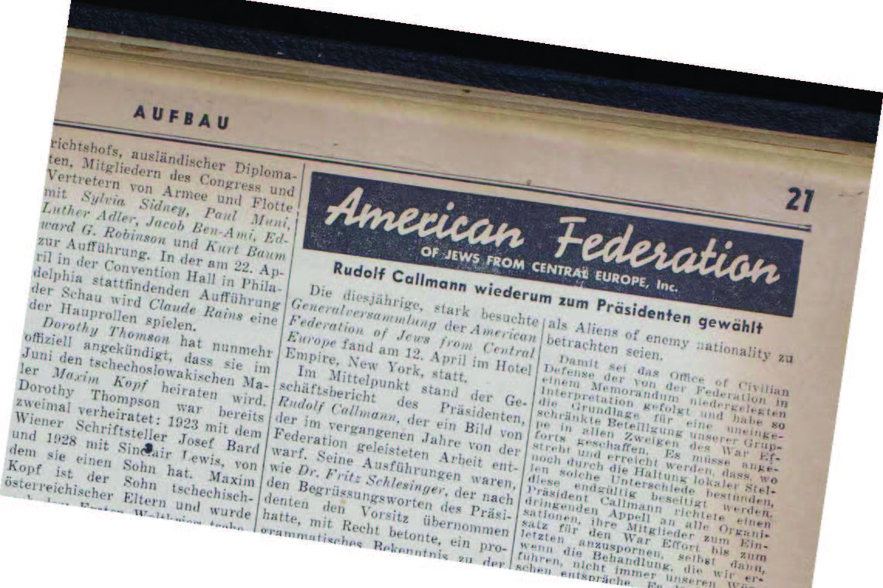 AUFBAU
21
richtshofs, ausländischer Diploma-
ten, Mitgliedern des Congress und
Vertretern von Armee und Flotte
mit Sylvia Sidney, Paul Muni,
Luther Adler, Jacob Ben-Ami, Ed-
ward G. Robinson und Kurt Baum
zur Aufführung. In der am 22. Ap-
ril in der Convention Hall in Phila-
delphia stattfindenden Aufführung
der Schau wird Claude Rains eine
der Hauprollen spielen.
Dorothy Thomson hat nunmehr
offiziell angekündigt, dass sie im
Juni den tschechoslowakischen Ma-
ler Maxim Kopf heiraten wird.
Dorothy Thompson war bereits
zweimal verheiratet: 1923 mit dem
Wiener Schriftsteller Josef Bard
und 1928 mit Sinclair Lewis, von
dem sie einen Sohn hat. Maxim
Kopf ist der Sohn tschechisch-
österreichischer Eltern und wurde
American Federation
OF JEWS FROM CENTRAL EUROPE, Inc.
Rudolf Callmann wiederum zum Präsidenten gewählt
Die diesjährige, stark besuchte
Generalversammlung der American
Federation of Jews from Central
Europe fand am 12. April im Hotel
Empire, New York, statt.
Im Mittelpunkt stand der Ge-
schäftsbericht des Präsidenten,
Rudolf Callmann, der ein Bild von
der im vergangenen Jahre von der
Federation geleisteten Arbeit ent-
warf. Seine Ausführungen waren,
wie Dr. Fritz Schlesinger, der nach
den Begrüssungsworten des Präsi-
denten den Vorsitz übernommen
hatte, mit Recht betonte, ein pro-
grammatisches Bekenntnis zu der
als Aliens of enemy nationality zu
betrachten seien.
Damit sei das Office of Civilian
Defense der von der Federation in
einem Memorandum niedergelegten
Interpretation gefolgt und habe so
die Grundlage für eine uneinge-
schränkte Beteiligung unserer Grup-
pe in allen Zweigen des War Ef-
forts geschaffen. Es müsse ange-
strebt und erreicht werden, dass, wo
noch durch die Haltung lokaler Stel-
len solche Unterschiede bestünden,
diese endgültig beseitigt werden.
Präsident Callmann richtete einen
dringenden Appell an alle Organi-
sationen, ihre Mitglieder zum Ein-
satz für den War Effort bis zum
letzten anzuspornen, selbst dann,
wenn die Behandlung, die wir er-
führen, nicht immer unserer
schen entspräche.